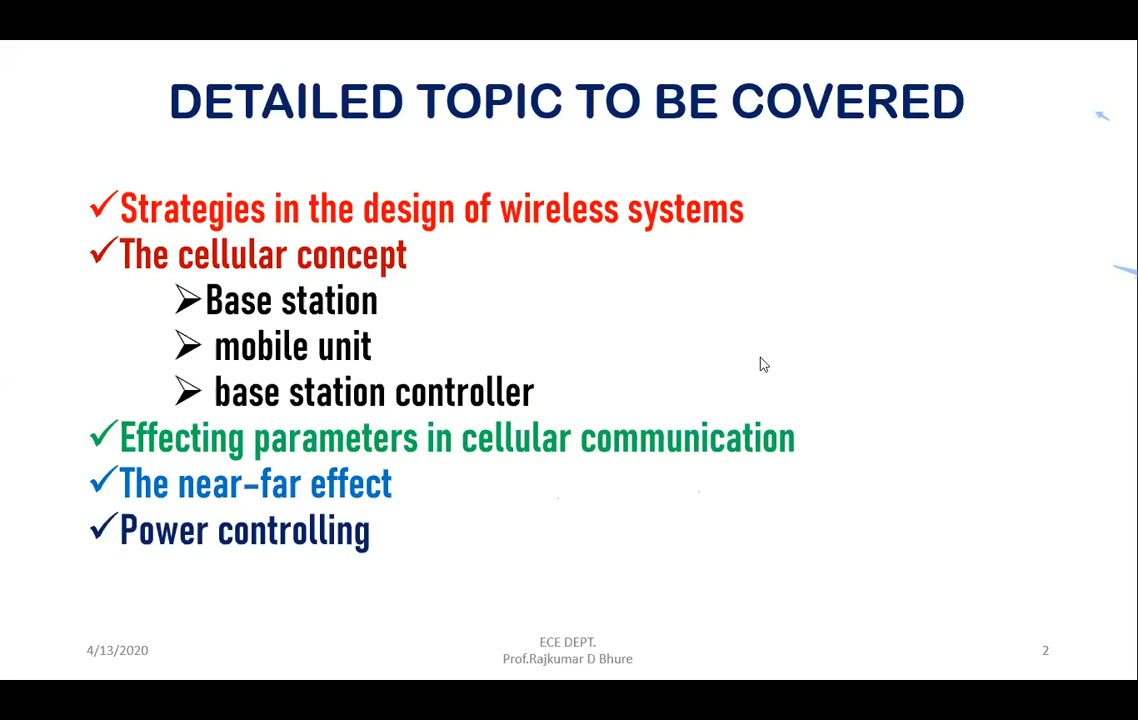 DETAILED TOPIC TO BE COVERED
✓Strategies in the design of wireless systems
✓The cellular concept
➢Base station
➢ mobile unit
➢ base station controller
✓Effecting parameters in cellular communication
✓The near–far effect
✓Power controlling
4/13/2020
ECE DEPT.
Prof.Rajkumar D Bhure
2